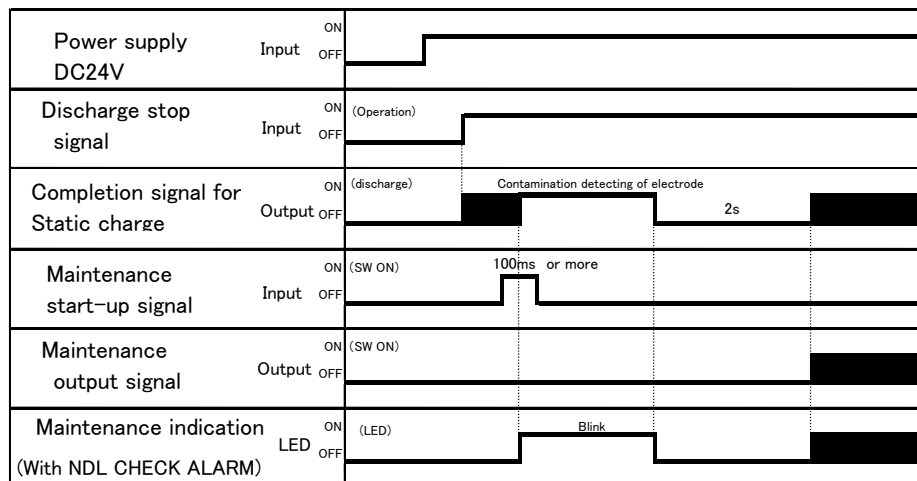 Power supply
DC24V
Input
ON
OFF
Discharge stop
signal
Input
ON
OFF
(Operation)
Completion signal for
Static charge
Output
ON
OFF
(discharge)
Contamination detecting of electrode
2s
Maintenance
start-up signal
Input
ON
OFF
(SW ON)
100ms or more
Maintenance
output signal
Output
ON
OFF
(SW ON)
Maintenance indication
(With NDL CHECK ALARM)
LED
ON
OFF
(LED)
Blink